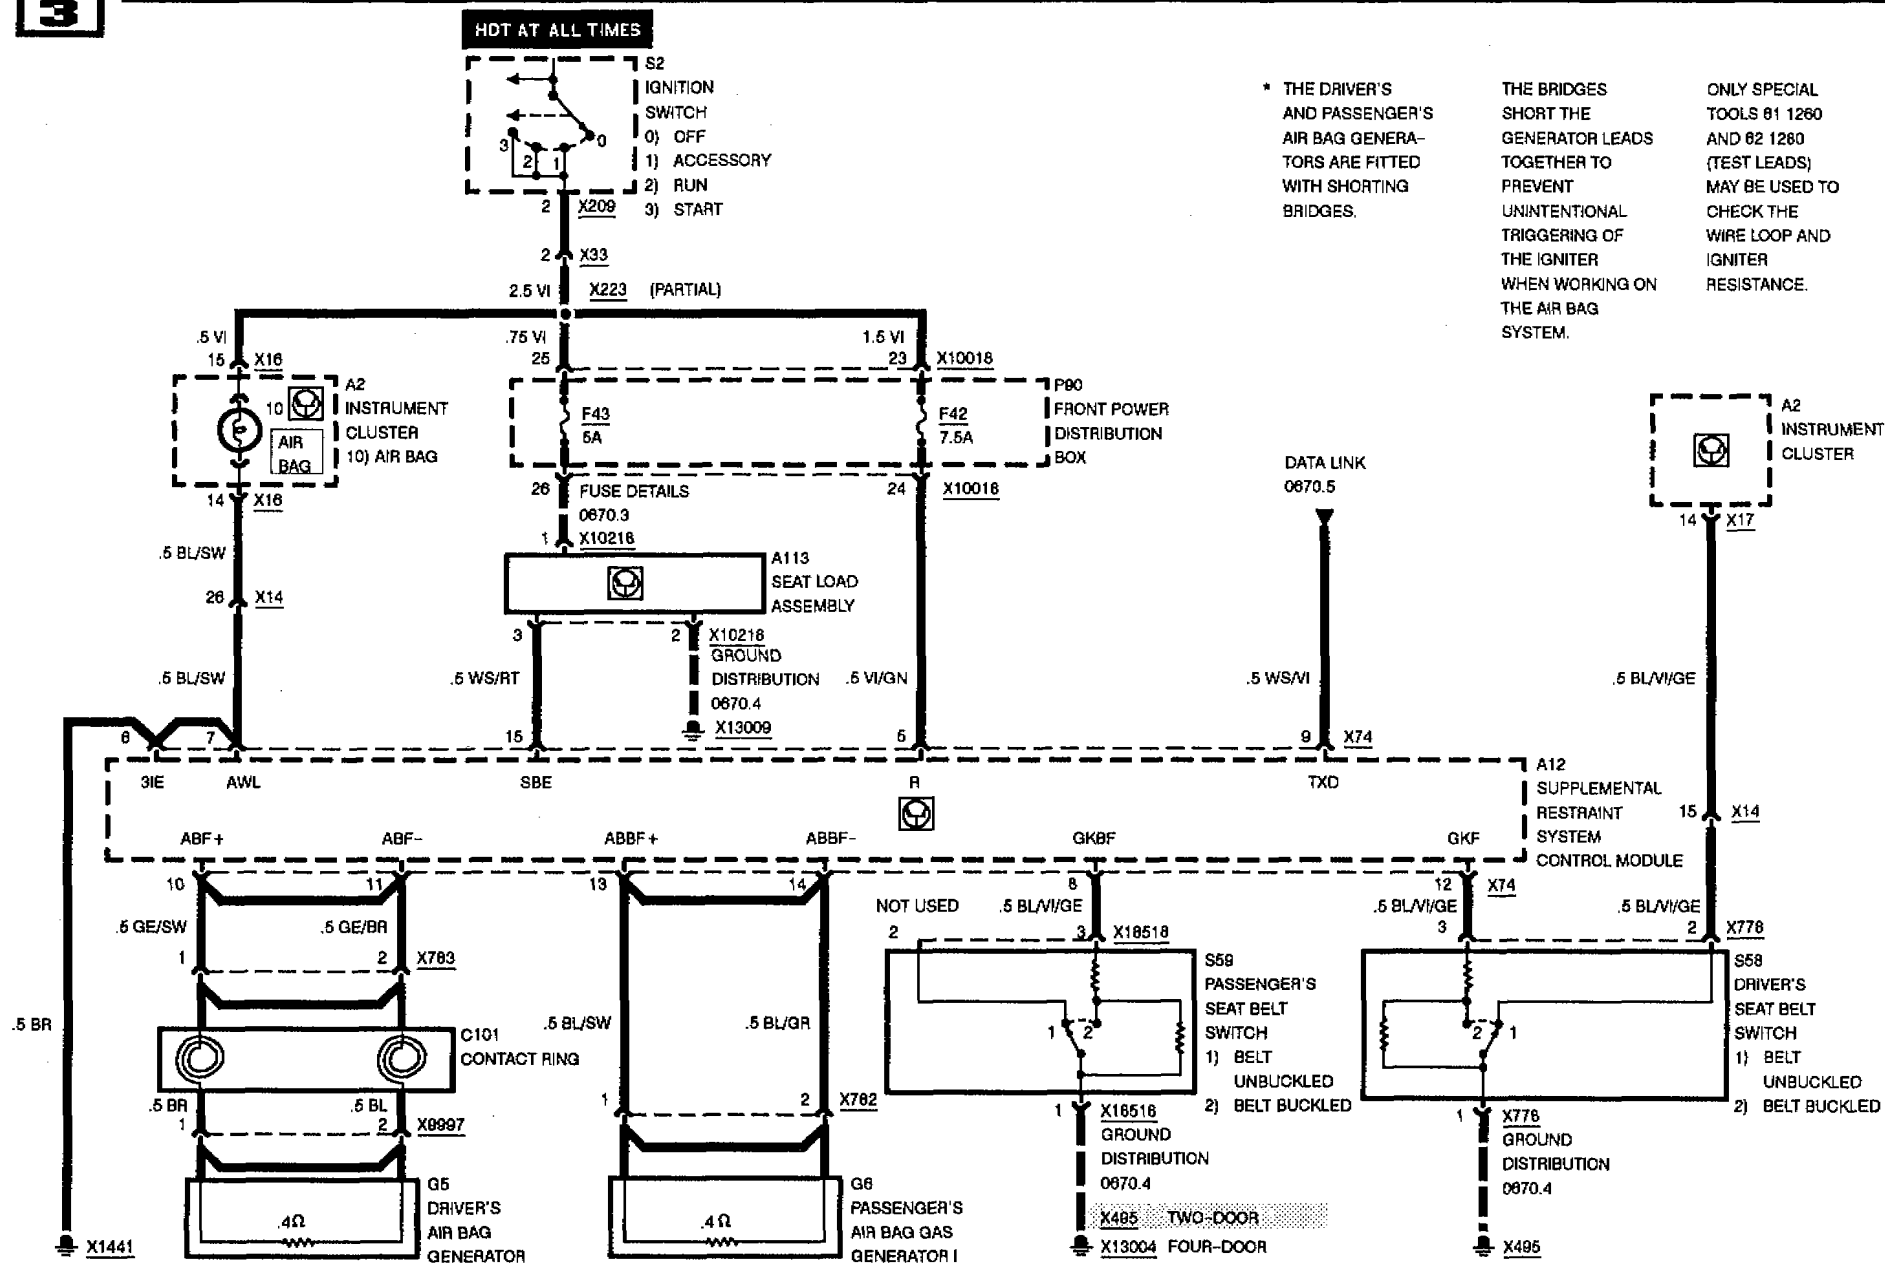 3
HOT AT ALL TIMES
S2
IGNITION
SWITCH
0) OFF
1) ACCESSORY
2) RUN
3) START
3
2
1
0
2 X209
2 X33
2.5 VI X223 (PARTIAL)
* THE DRIVER'S
AND PASSENGER'S
AIR BAG GENERA-
TORS ARE FITTED
WITH SHORTING
BRIDGES.
THE BRIDGES
SHORT THE
GENERATOR LEADS
TOGETHER TO
PREVENT
UNINTENTIONAL
TRIGGERING OF
THE IGNITER
WHEN WORKING ON
THE AIR BAG
SYSTEM.
ONLY SPECIAL
TOOLS 61 1260
AND 62 1260
(TEST LEADS)
MAY BE USED TO
CHECK THE
WIRE LOOP AND
IGNITER
RESISTANCE.
.5 VI
.75 VI
1.5 VI
15 X16
25
23 X10018
10
AIR
BAG
A2
INSTRUMENT
CLUSTER
10) AIR BAG
F43
5A
F42
7.5A
P90
FRONT POWER
DISTRIBUTION
BOX
14 X16
26
24 X10018
FUSE DETAILS
0670.3
DATA LINK
0670.5
A2
INSTRUMENT
CLUSTER
14 X17
.5 BL/SW
26 X14
1 X10218
A113
SEAT LOAD
ASSEMBLY
3
2 X10218
GROUND
DISTRIBUTION
0670.4
X13009
.5 BL/SW
.5 WS/RT
.5 VI/GN
.5 WS/VI
.5 BL/VI/GE
6
7
15
5
9 X74
3IE
AWL
SBE
R
TXD
A12
SUPPLEMENTAL
RESTRAINT
SYSTEM
CONTROL MODULE
15 X14
ABF+
ABF-
ABBF+
ABBF-
GKBF
GKF
10
11
13
14
8
12 X74
.5 GE/SW
.5 GE/BR
NOT USED
.5 BL/VI/GE
.5 BL/VI/GE
.5 BL/VI/GE
1
2 X783
2
3 X18518
3
2 X778
S59
PASSENGER'S
SEAT BELT
SWITCH
1) BELT
UNBUCKLED
2) BELT BUCKLED
1
2
S58
DRIVER'S
SEAT BELT
SWITCH
1) BELT
UNBUCKLED
2) BELT BUCKLED
2
1
.5 BR
C101
CONTACT RING
.5 BL/SW
.5 BL/GR
.5 BR
.5 BL
1
2 X9997
1
2 X782
1 X18518
GROUND
DISTRIBUTION
0670.4
X495 TWO-DOOR
X13004 FOUR-DOOR
1 X778
GROUND
DISTRIBUTION
0670.4
X495
X1441
.4Ω
G5
DRIVER'S
AIR BAG
GENERATOR
.4Ω
G6
PASSENGER'S
AIR BAG GAS
GENERATOR I